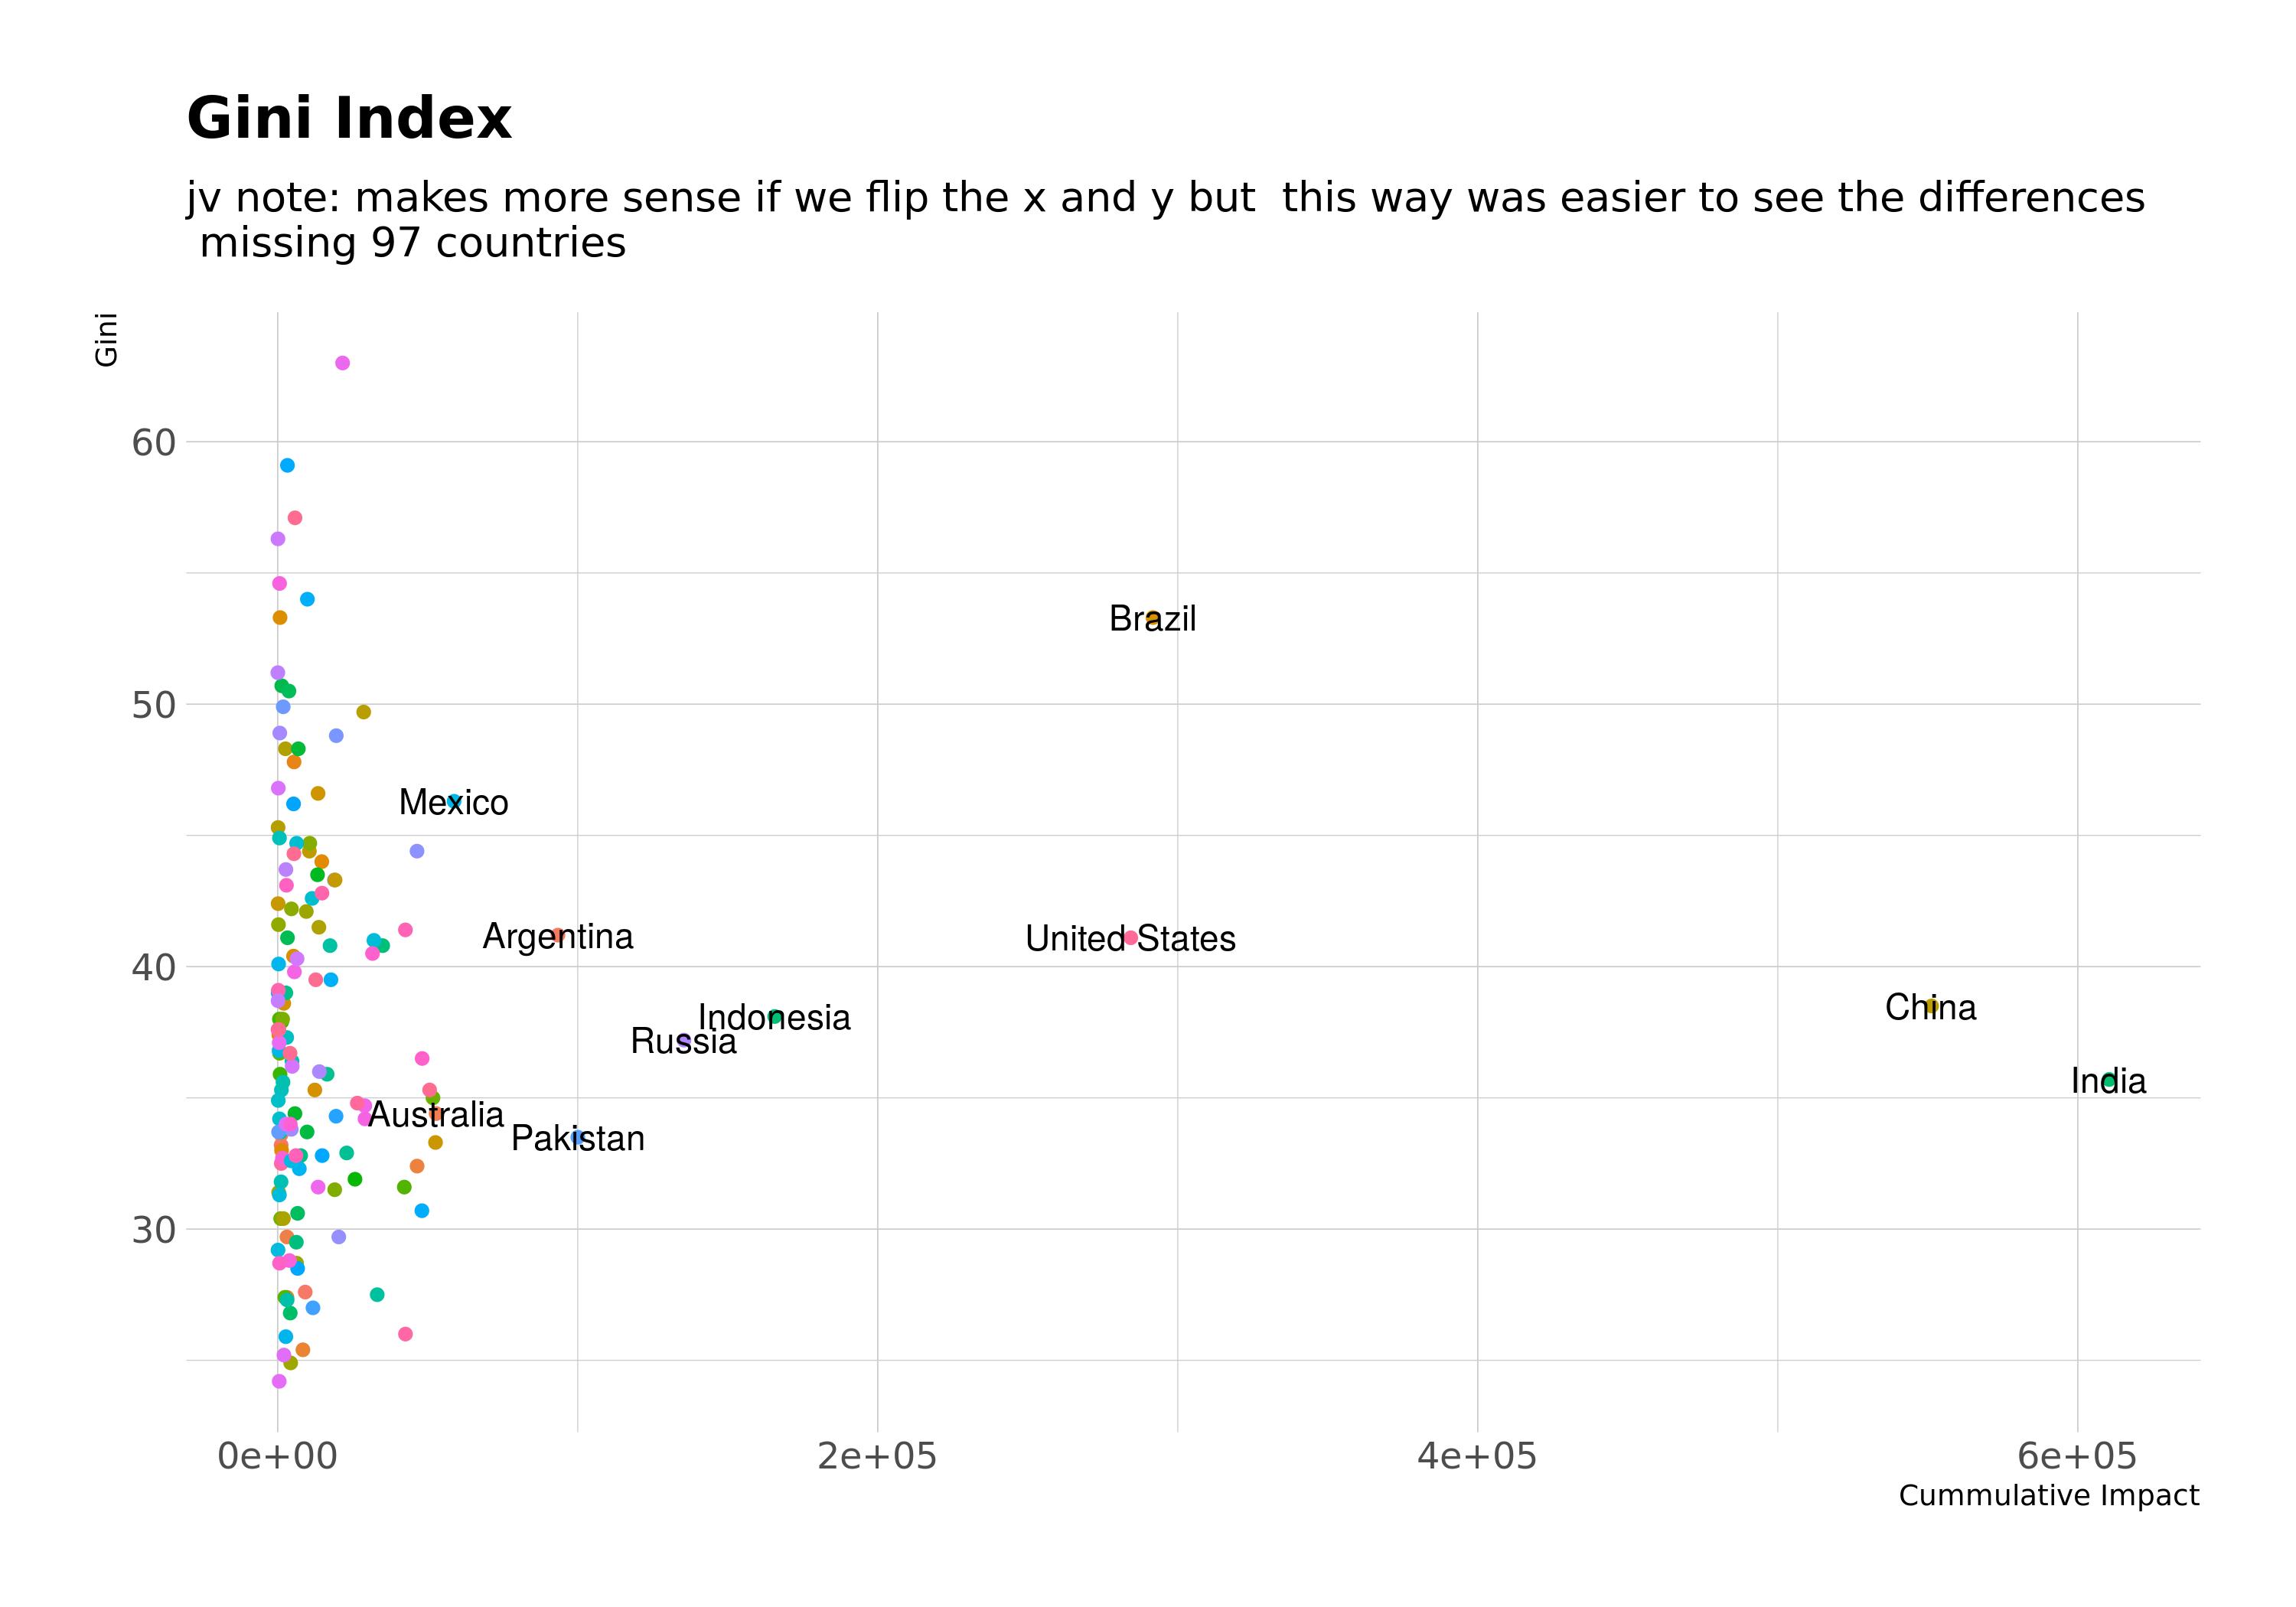 Gini Index
jv note: makes more sense if we flip the x and y but  this way was easier to see the differences
missing 97 countries
Gini
60
50
40
30
Brazil
Mexico
Argentina
United States
Indonesia
Russia
China
India
Australia
Pakistan
0e+00
2e+05
4e+05
6e+05
Cummulative Impact